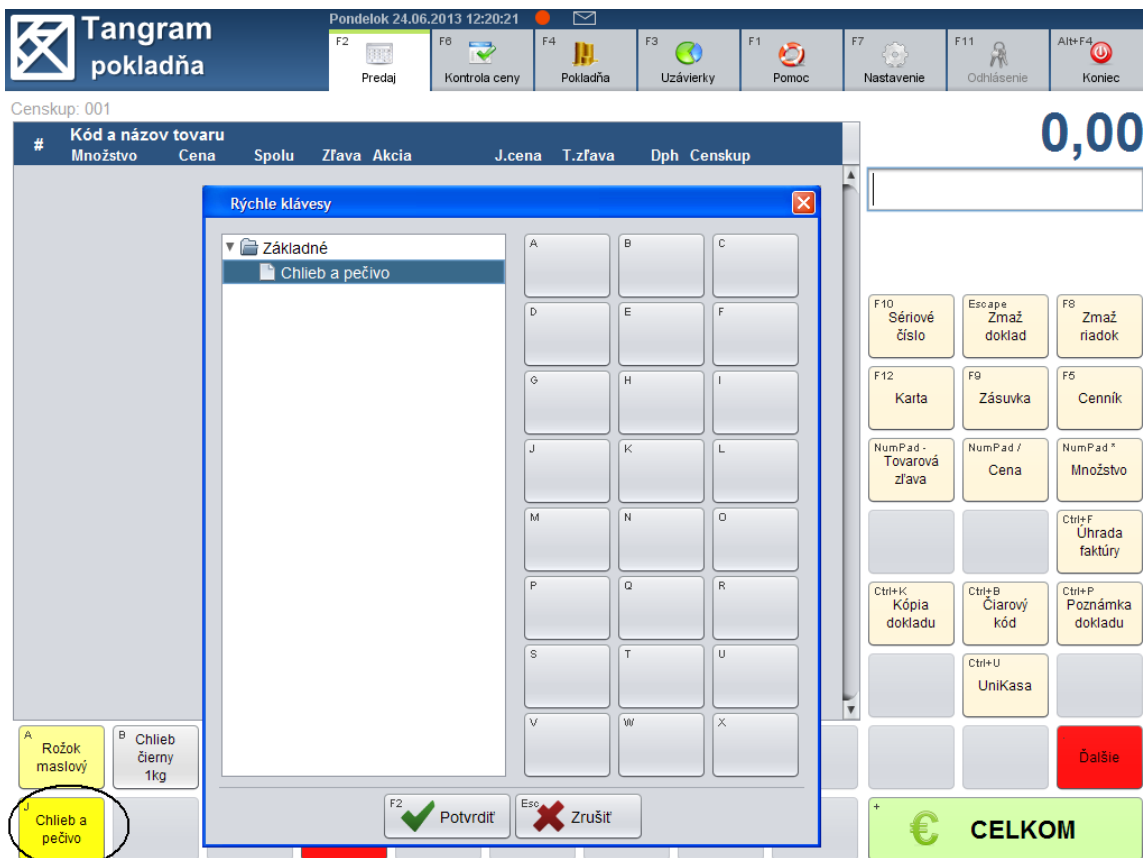 Tangram
pokladňa
Pondelok 24.06.2013 12:20:21
F2
Predaj
F6
Kontrola ceny
F4
Pokladňa
F3
Uzávierky
F1
Pomoc
F7
Nastavenie
F11
Odhlásenie
Alt+F4
Koniec
Censkup: 001
0,00
# Kód a názov tovaru
Množstvo Cena Spolu Zľava Akcia J.cena T.zľava Dph Censkup
Rýchle klávesy
Základné
Chlieb a pečivo
A B C
D E F
G H I
J K L
M N O
P Q R
S T U
V W X
F2 Potvrdiť
Esc Zrušiť
F10
Sériové
číslo
Escape
Zmaž
doklad
F8
Zmaž
riadok
F12
Karta
F9
Zásuvka
F5
Cenník
NumPad -
Tovarová
zľava
NumPad /
Cena
NumPad *
Množstvo
Ctrl+F
Úhrada
faktúry
Ctrl+K
Kópia
dokladu
Ctrl+B
Čiarový
kód
Ctrl+P
Poznámka
dokladu
Ctrl+U
UniKasa
Ďalšie
A
Rožok
maslový
B Chlieb
čierny
1kg
J
Chlieb a
pečivo
+
€ CELKOM